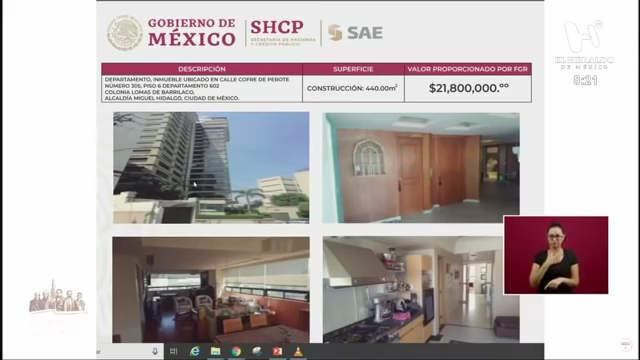 GOBIERNO DE
MÉXICO
SHCP
SECRETARÍA DE HACIENDA
Y CRÉDITO PÚBLICO
SAE
EL HERALDO
DE MÉXICO
8:21
DESCRIPCIÓN
SUPERFICIE
VALOR PROPORCIONADO POR FGR
DEPARTAMENTO, INMUEBLE UBICADO EN CALLE COFRE DE PEROTE
NÚMERO 305, PISO 6 DEPARTAMENTO 602
COLONIA LOMAS DE BARRILACO,
ALCALDÍA MIGUEL HIDALGO, CIUDAD DE MÉXICO.
CONSTRUCCIÓN: 440.00m²
$21,800,000.⁰⁰